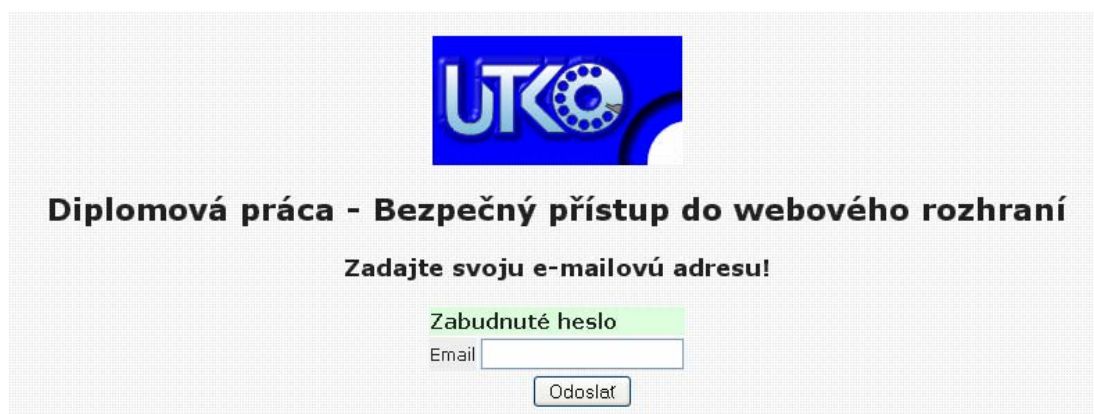 UTKO
Diplomová práca - Bezpečný přístup do webového rozhraní
Zadajte svoju e-mailovú adresu!
Zabudnuté heslo
Email
Odoslať